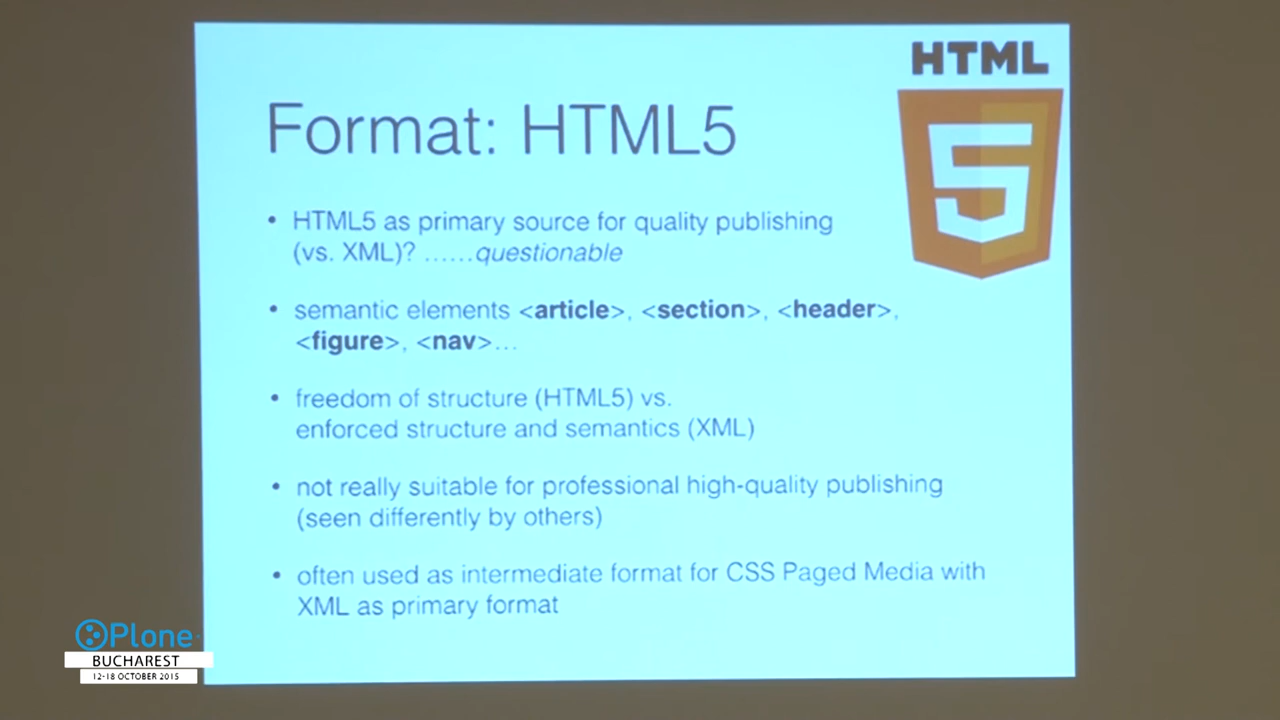 HTML
5
Format: HTML5
• HTML5 as primary source for quality publishing
(vs. XML)? ……questionable
• semantic elements <article>, <section>, <header>,
<figure>, <nav>…
• freedom of structure (HTML5) vs.
enforced structure and semantics (XML)
• not really suitable for professional high-quality publishing
(seen differently by others)
• often used as intermediate format for CSS Paged Media with
XML as primary format
Plone
BUCHAREST
12-18 OCTOBER 2015